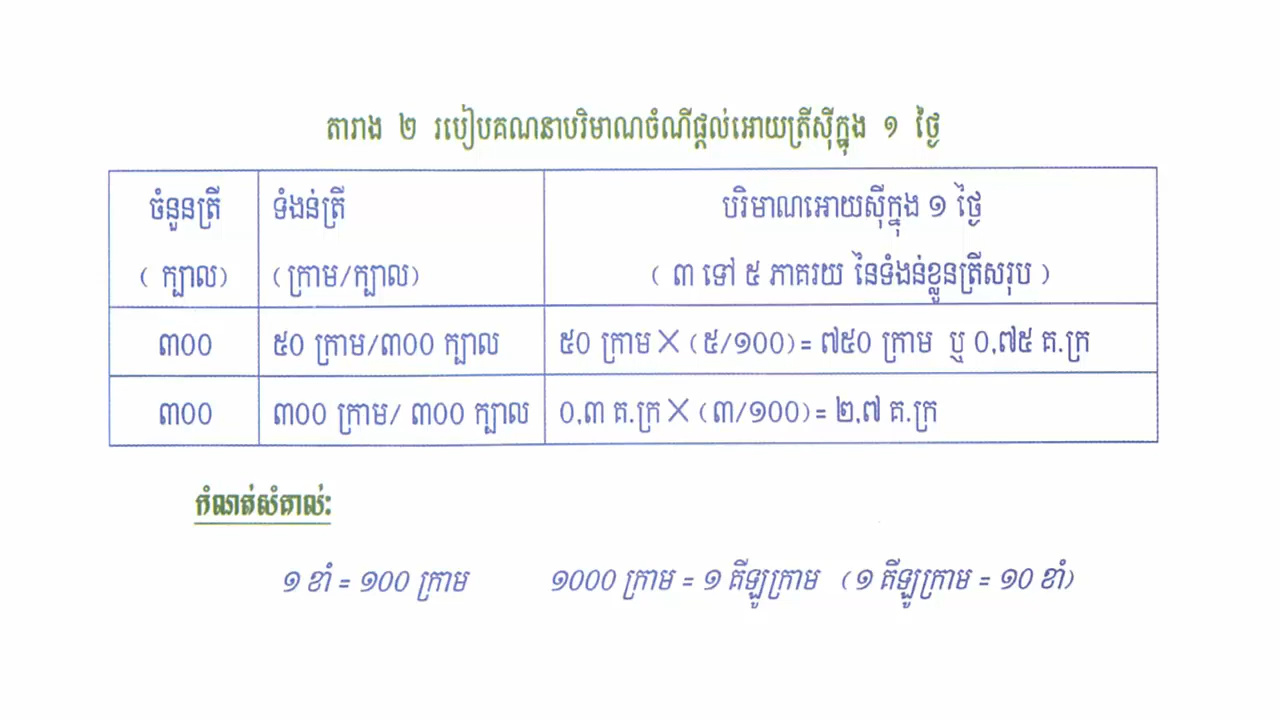 តារាង ២ របៀបគណនាបរិមាណចំណីផ្ដល់អោយត្រីស៊ីក្នុង ១ ថ្ងៃ
ចំនួនត្រី ទំងន់ត្រី បរិមាណអោយស៊ីក្នុង ១ ថ្ងៃ
( ក្បាល) (ក្រាម/ក្បាល) ( ៣ ទៅ ៥ ភាគរយ នៃទំងន់ខ្លួនត្រីសរុប )
៣០០ ៥០ ក្រាម/៣០០ ក្បាល ៥០ ក្រាម X (៥/១០០)= ៧៥០ ក្រាម ឬ ០,៧៥ គ.ក្រ
៣០០ ៣០០ ក្រាម/ ៣០០ ក្បាល ០,៣ គ.ក្រ X (៣/១០០)= ២,៧ គ.ក្រ
កំណត់សំគាល់:
១ ខាំ = ១០០ ក្រាម ១០០០ ក្រាម = ១ គីឡូក្រាម (១ គីឡូក្រាម = ១០ ខាំ)